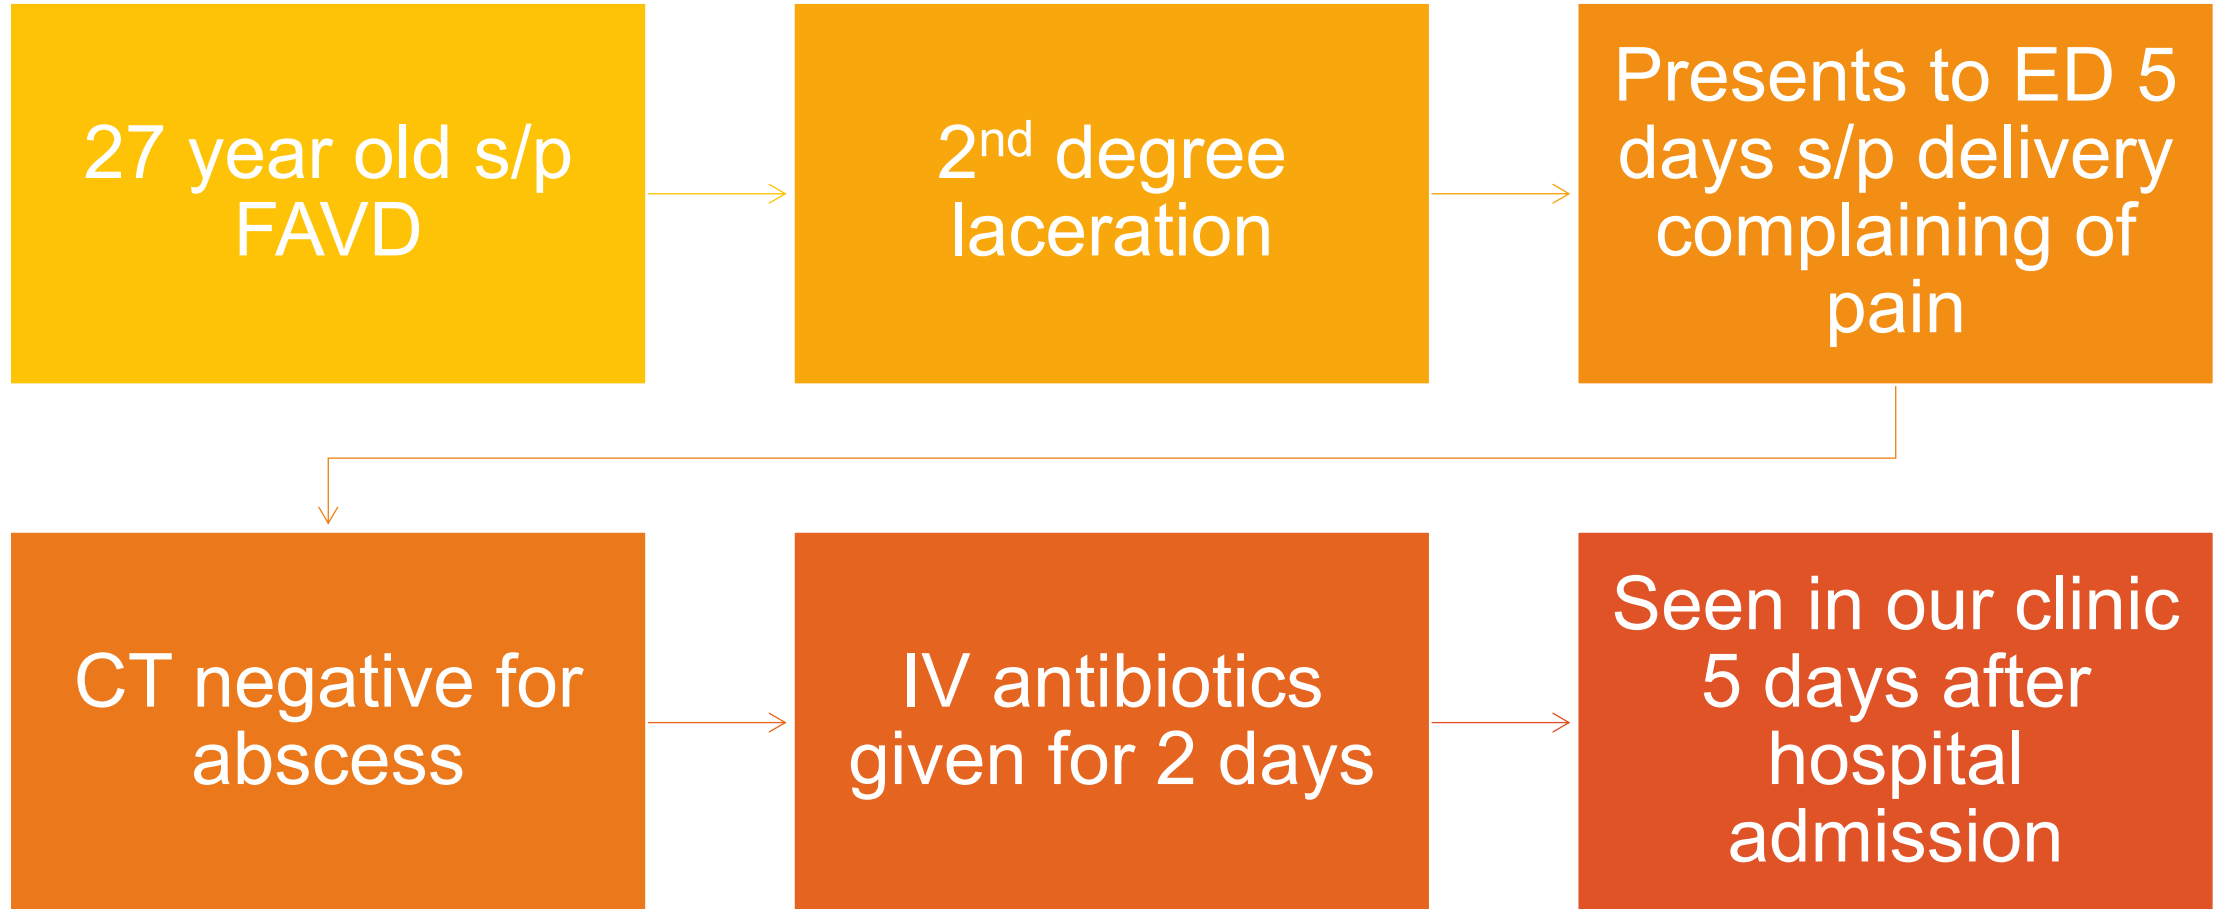 27 year old s/p
FAVD
2nd degree
laceration
Presents to ED 5
days s/p delivery
complaining of
pain
CT negative for
abscess
IV antibiotics
given for 2 days
Seen in our clinic
5 days after
hospital
admission